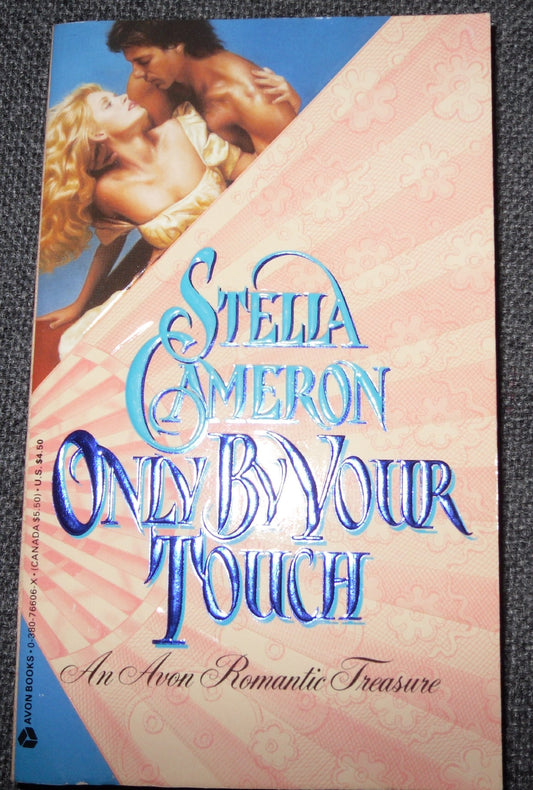 STELLA
CAMERON
ONLY BY YOUR
TOUCH
An Avon Romantic Treasure
AVON BOOKS • 0-380-76606-X • (CANADA $5.50) • U.S. $4.50